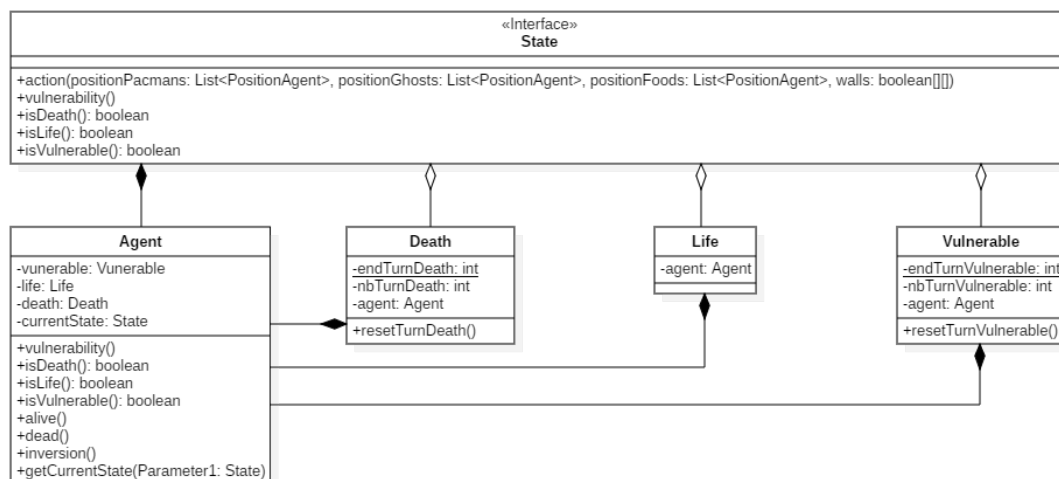 «Interface»
State
+action(positionPacmans: List<PositionAgent>, positionGhosts: List<PositionAgent>, positionFoods: List<PositionAgent>, walls: boolean[][])
+vulnerability()
+isDeath(): boolean
+isLife(): boolean
+isVulnerable(): boolean
Agent
-vunerable: Vunerable
-life: Life
-death: Death
-currentState: State
+vulnerability()
+isDeath(): boolean
+isLife(): boolean
+isVulnerable(): boolean
+alive()
+dead()
+inversion()
+getCurrentState(Parameter1: State)
Death
-endTurnDeath: int
-nbTurnDeath: int
-agent: Agent
+resetTurnDeath()
Life
-agent: Agent
Vulnerable
-endTurnVulnerable: int
-nbTurnVulnerable: int
-agent: Agent
+resetTurnVulnerable()